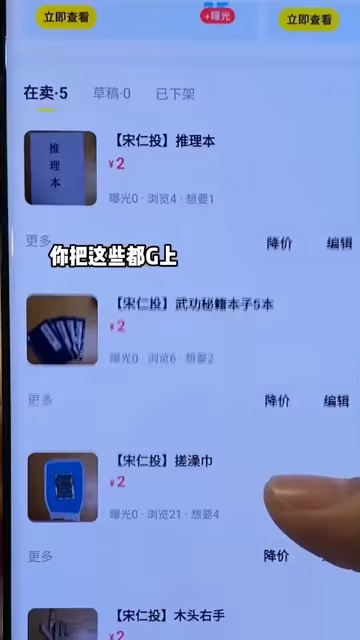 立即查看
+曝光
立即查看
在卖·5
草稿·0
已下架
推理本
【宋仁投】推理本
¥2
曝光0·浏览4·想要1
更多
降价
编辑
你把这些都G上
【宋仁投】武功秘籍本子5本
¥2
曝光0·浏览6·想要2
更多
降价
编辑
【宋仁投】搓澡巾
¥2
曝光0·浏览21·想要4
更多
降价
【宋仁投】木头右手
¥2